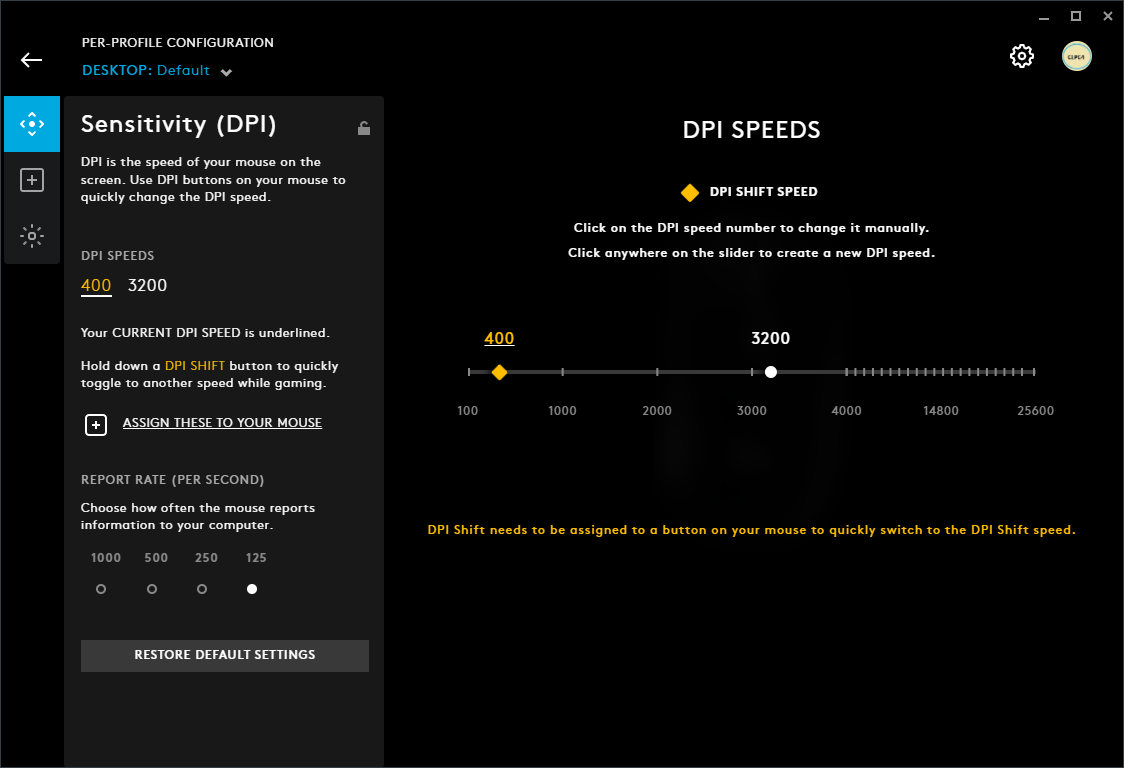 PER-PROFILE CONFIGURATION
DESKTOP: Default
Sensitivity (DPI)
DPI is the speed of your mouse on the
screen. Use DPI buttons on your mouse to
quickly change the DPI speed.
DPI SPEEDS
400 3200
Your CURRENT DPI SPEED is underlined.
Hold down a DPI SHIFT button to quickly
toggle to another speed while gaming.
ASSIGN THESE TO YOUR MOUSE
REPORT RATE (PER SECOND)
Choose how often the mouse reports
information to your computer.
1000 500 250 125
RESTORE DEFAULT SETTINGS
DPI SPEEDS
DPI SHIFT SPEED
Click on the DPI speed number to change it manually.
Click anywhere on the slider to create a new DPI speed.
400 3200
100 1000 2000 3000 4000 14800 25600
DPI Shift needs to be assigned to a button on your mouse to quickly switch to the DPI Shift speed.